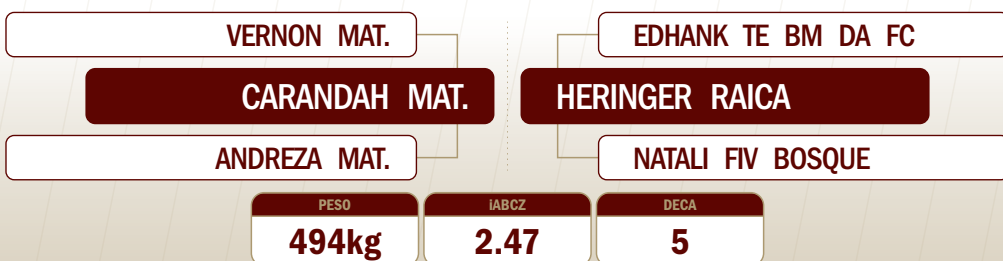 VERNON MAT.
EDHANK TE BM DA FC
CARANDAH MAT.
HERINGER RAICA
ANDREZA MAT.
NATALI FIV BOSQUE
PESO
iABCZ
DECA
494kg
2.47
5